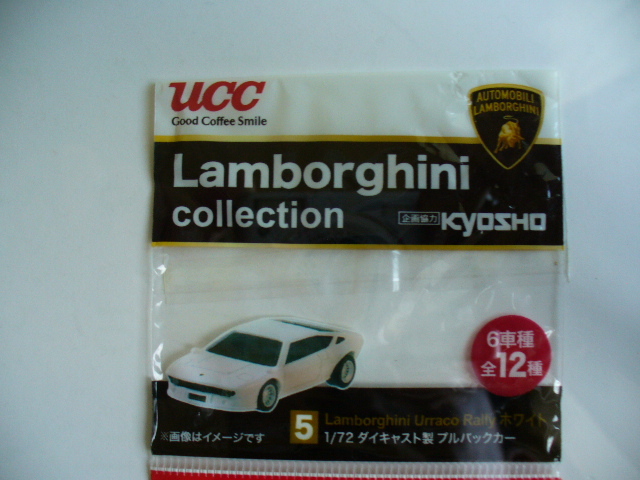 UCC
Good Coffee Smile
AUTOMOBILI
LAMBORGHINI
Lamborghini
collection
企画協力 KYOSHO
6車種
全12種
5 Lamborghini Urraco Rally ホワイト
※画像はイメージです 1/72 ダイキャスト製 プルバックカー